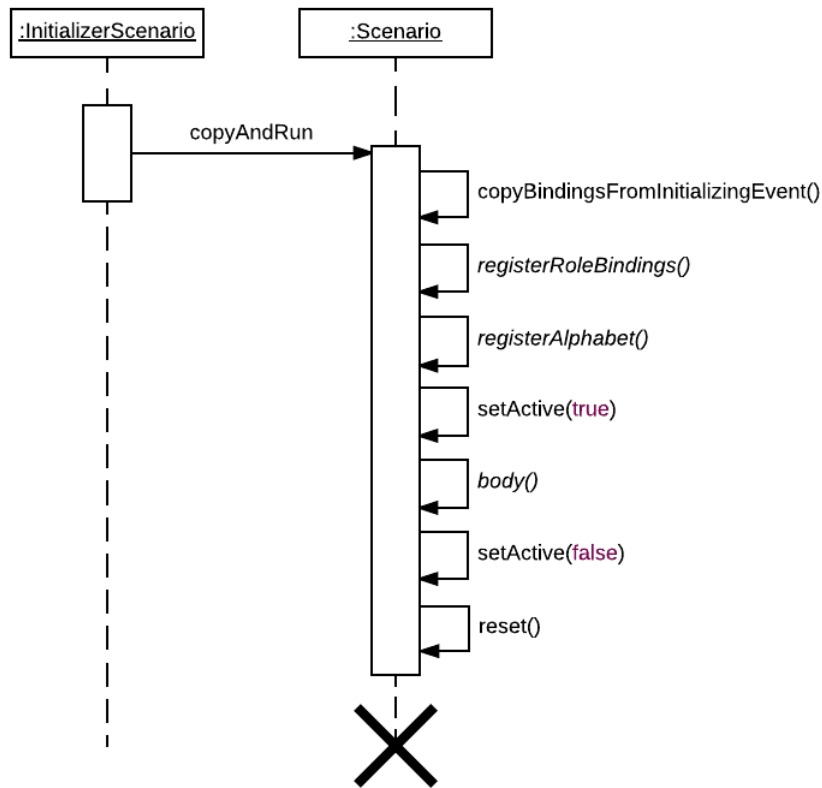 :InitializerScenario
:Scenario
copyAndRun
copyBindingsFromInitializingEvent()
registerRoleBindings()
registerAlphabet()
setActive(true)
body()
setActive(false)
reset()